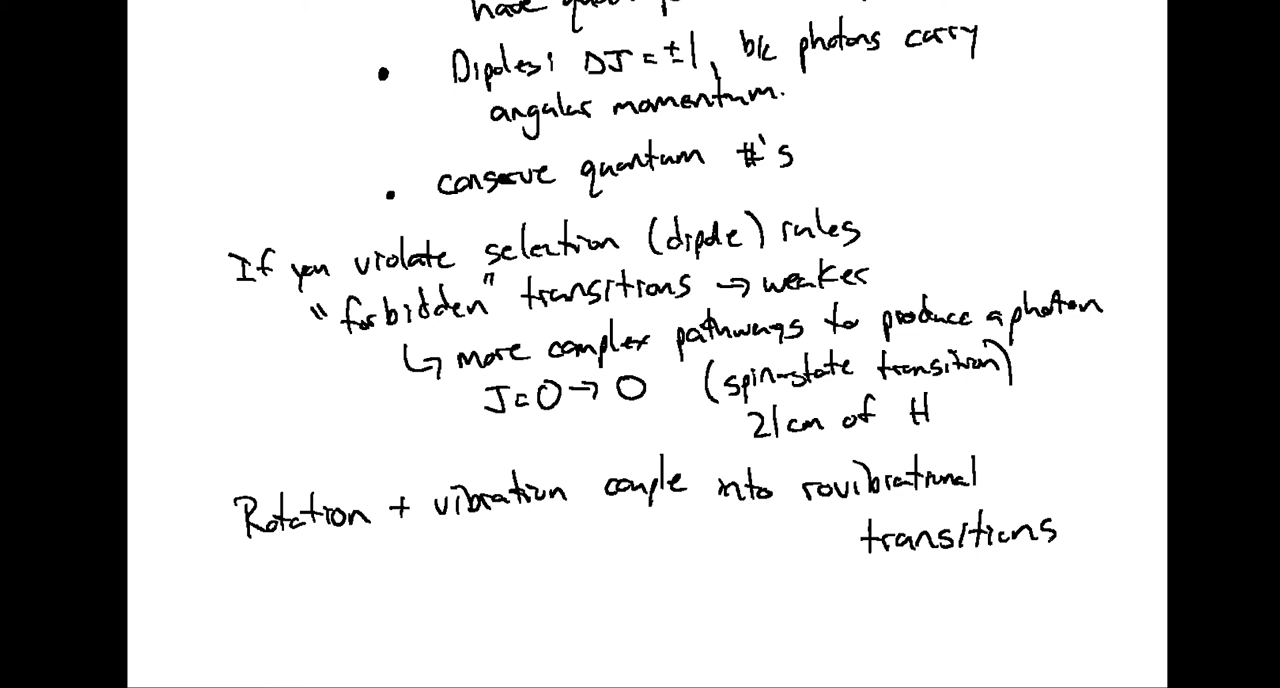 have
• Dipoles: ΔJ = ±1, b/c photons carry
angular momentum.
• conserve quantum #'s
If you violate selection (dipole) rules
"forbidden" transitions → weaker
↳ more complex pathways to produce a photon
J = 0 → 0 (spin-state transition)
21cm of H
Rotation + vibration couple into rovibrational
transitions